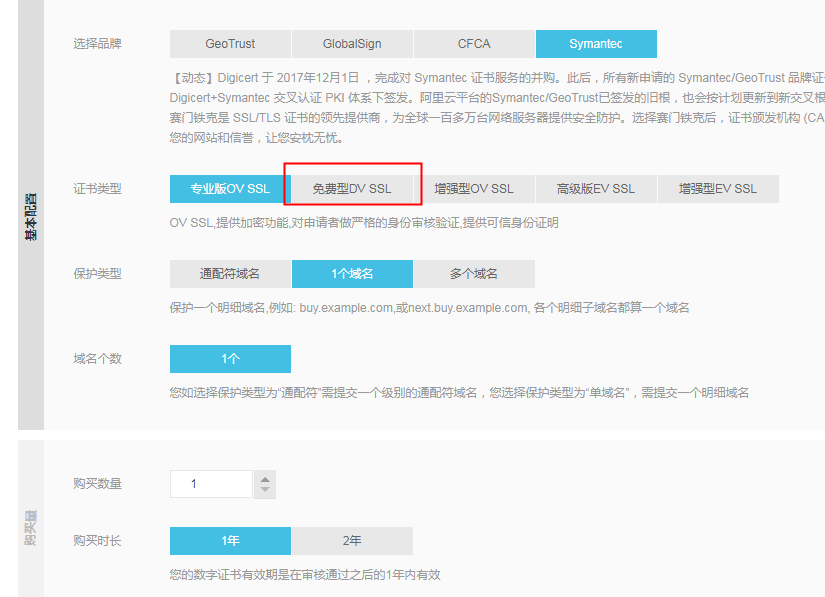 选择品牌
GeoTrust GlobalSign CFCA Symantec
【动态】Digicert 于 2017年12月1日 ，完成对 Symantec 证书服务的并购。此后，所有新申请的 Symantec/GeoTrust 品牌证
Digicert+Symantec 交叉认证 PKI 体系下签发。阿里云平台的Symantec/GeoTrust已签发的旧根，也会按计划更新到新交叉根
赛门铁克是 SSL/TLS 证书的领先提供商，为全球一百多万台网络服务器提供安全防护。选择赛门铁克后，证书颁发机构 (CA
您的网站和信誉，让您安枕无忧。
基本配置
证书类型
专业版OV SSL 免费型DV SSL 增强型OV SSL 高级版EV SSL 增强型EV SSL
OV SSL,提供加密功能,对申请者做严格的身份审核验证,提供可信身份证明
保护类型
通配符域名 1个域名 多个域名
保护一个明细域名,例如: buy.example.com,或next.buy.example.com, 各个明细子域名都算一个域名
域名个数
1个
您如选择保护类型为“通配符”需提交一个级别的通配符域名，您选择保护类型为“单域名”，需提交一个明细域名
购买量
购买数量
1
购买时长
1年 2年
您的数字证书有效期是在审核通过之后的1年内有效